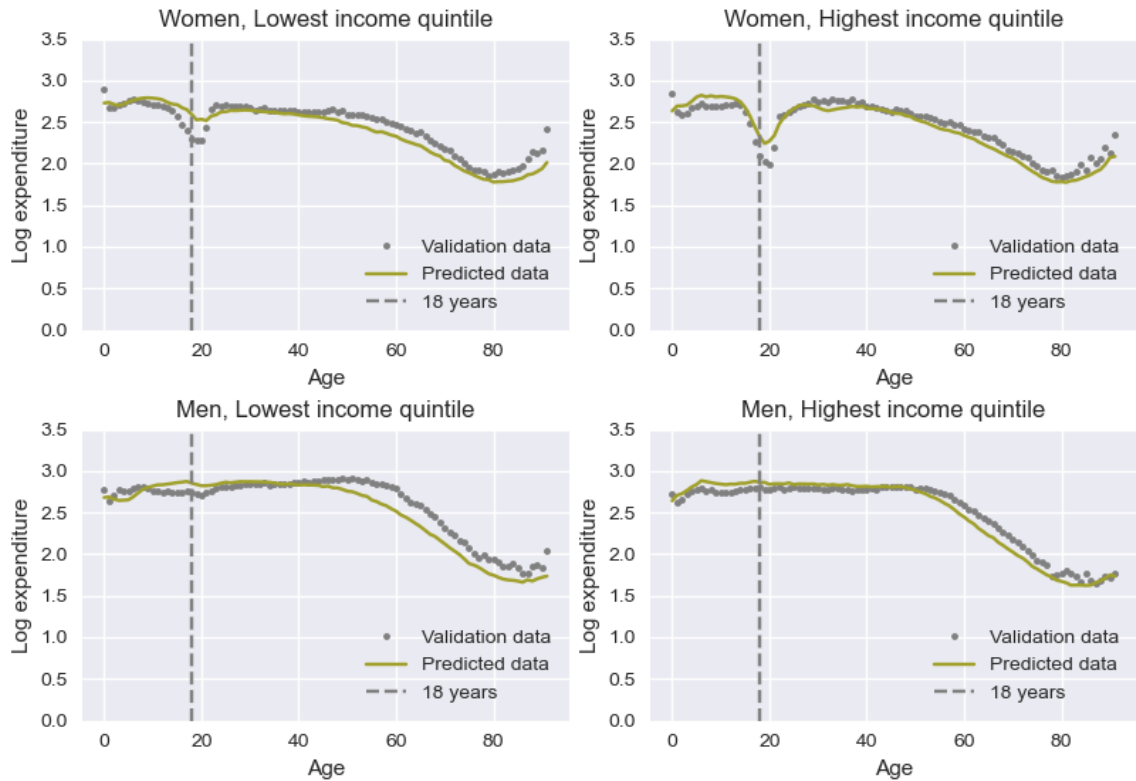 Women, Lowest income quintile
3.5
3.0
2.5
2.0
1.5
1.0
0.5
0.0
Log expenditure
Validation data
Predicted data
18 years
0 20 40 60 80
Age
Women, Highest income quintile
3.5
3.0
2.5
2.0
1.5
1.0
0.5
0.0
Log expenditure
Validation data
Predicted data
18 years
0 20 40 60 80
Age
Men, Lowest income quintile
3.5
3.0
2.5
2.0
1.5
1.0
0.5
0.0
Log expenditure
Validation data
Predicted data
18 years
0 20 40 60 80
Age
Men, Highest income quintile
3.5
3.0
2.5
2.0
1.5
1.0
0.5
0.0
Log expenditure
Validation data
Predicted data
18 years
0 20 40 60 80
Age